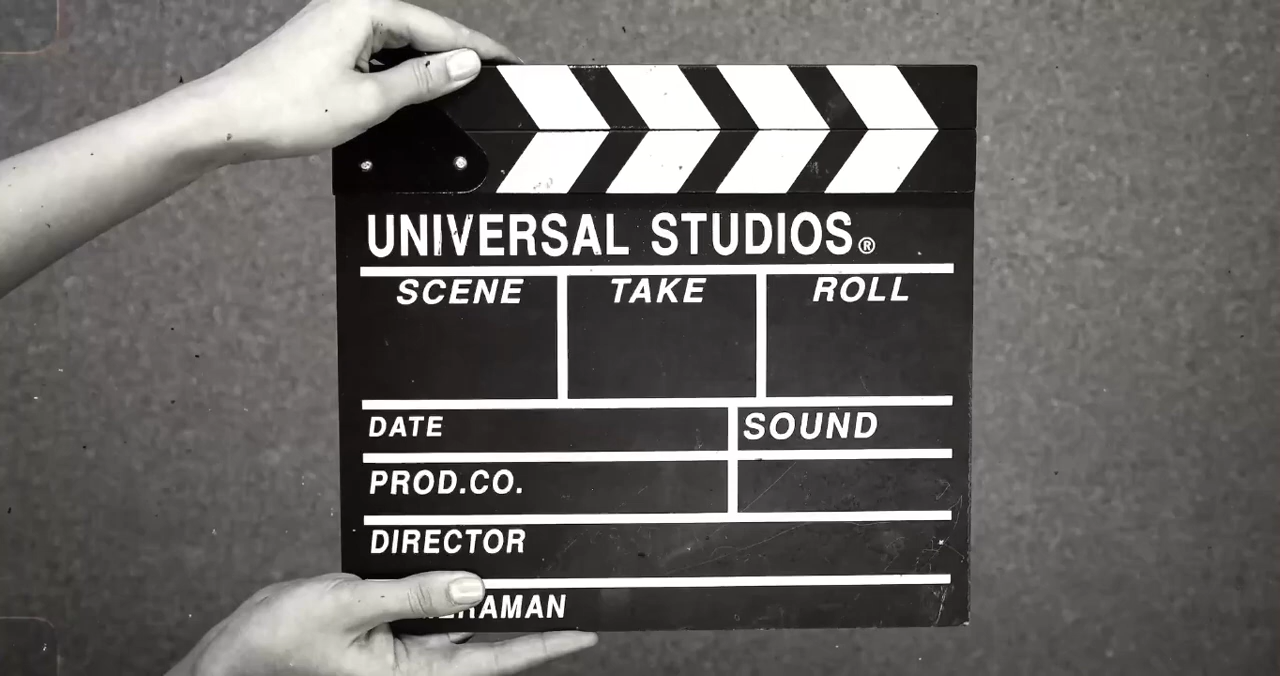 UNIVERSAL STUDIOS®
SCENE TAKE ROLL
DATE SOUND
PROD.CO.
DIRECTOR